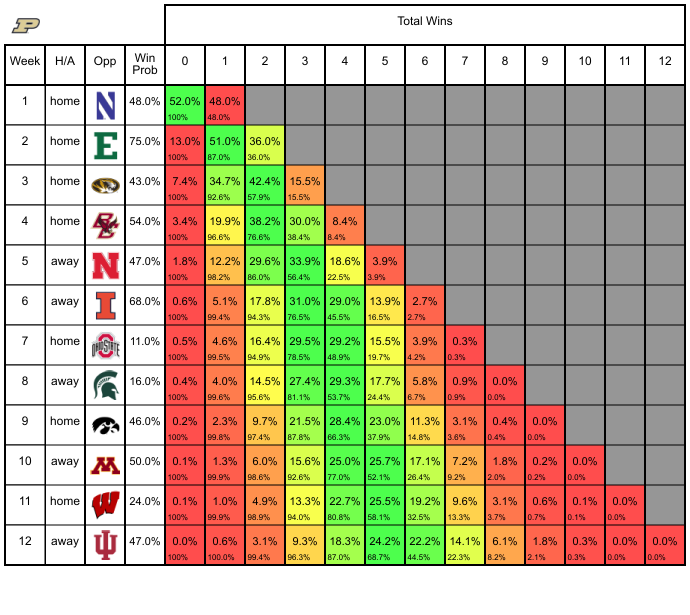 P
Total Wins
Week H/A Opp Win Prob 0 1 2 3 4 5 6 7 8 9 10 11 12
1 home N 48.0% 52.0% 48.0%
100% 48.0%
2 home E 75.0% 13.0% 51.0% 36.0%
100% 87.0% 36.0%
3 home 43.0% 7.4% 34.7% 42.4% 15.5%
100% 92.6% 57.9% 15.5%
4 home BC 54.0% 3.4% 19.9% 38.2% 30.0% 8.4%
100% 96.6% 76.6% 38.4% 8.4%
5 away N 47.0% 1.8% 12.2% 29.6% 33.9% 18.6% 3.9%
100% 98.2% 86.0% 56.4% 22.5% 3.9%
6 away I 68.0% 0.6% 5.1% 17.8% 31.0% 29.0% 13.9% 2.7%
100% 99.4% 94.3% 76.5% 45.5% 16.5% 2.7%
7 home OHIO STATE 11.0% 0.5% 4.6% 16.4% 29.5% 29.2% 15.5% 3.9% 0.3%
100% 99.5% 94.9% 78.5% 48.9% 19.7% 4.2% 0.3%
8 away 16.0% 0.4% 4.0% 14.5% 27.4% 29.3% 17.7% 5.8% 0.9% 0.0%
100% 99.6% 95.6% 81.1% 53.7% 24.4% 6.7% 0.9% 0.0%
9 home 46.0% 0.2% 2.3% 9.7% 21.5% 28.4% 23.0% 11.3% 3.1% 0.4% 0.0%
100% 99.8% 97.4% 87.8% 66.3% 37.9% 14.8% 3.6% 0.4% 0.0%
10 away M 50.0% 0.1% 1.3% 6.0% 15.6% 25.0% 25.7% 17.1% 7.2% 1.8% 0.2% 0.0%
100% 99.9% 98.6% 92.6% 77.0% 52.1% 26.4% 9.2% 2.0% 0.2% 0.0%
11 home W 24.0% 0.1% 1.0% 4.9% 13.3% 22.7% 25.5% 19.2% 9.6% 3.1% 0.6% 0.1% 0.0%
100% 99.9% 98.9% 94.0% 80.8% 58.1% 32.5% 13.3% 3.7% 0.7% 0.1% 0.0%
12 away IU 47.0% 0.0% 0.6% 3.1% 9.3% 18.3% 24.2% 22.2% 14.1% 6.1% 1.8% 0.3% 0.0% 0.0%
100% 100.0% 99.4% 96.3% 87.0% 68.7% 44.5% 22.3% 8.2% 2.1% 0.3% 0.0% 0.0%